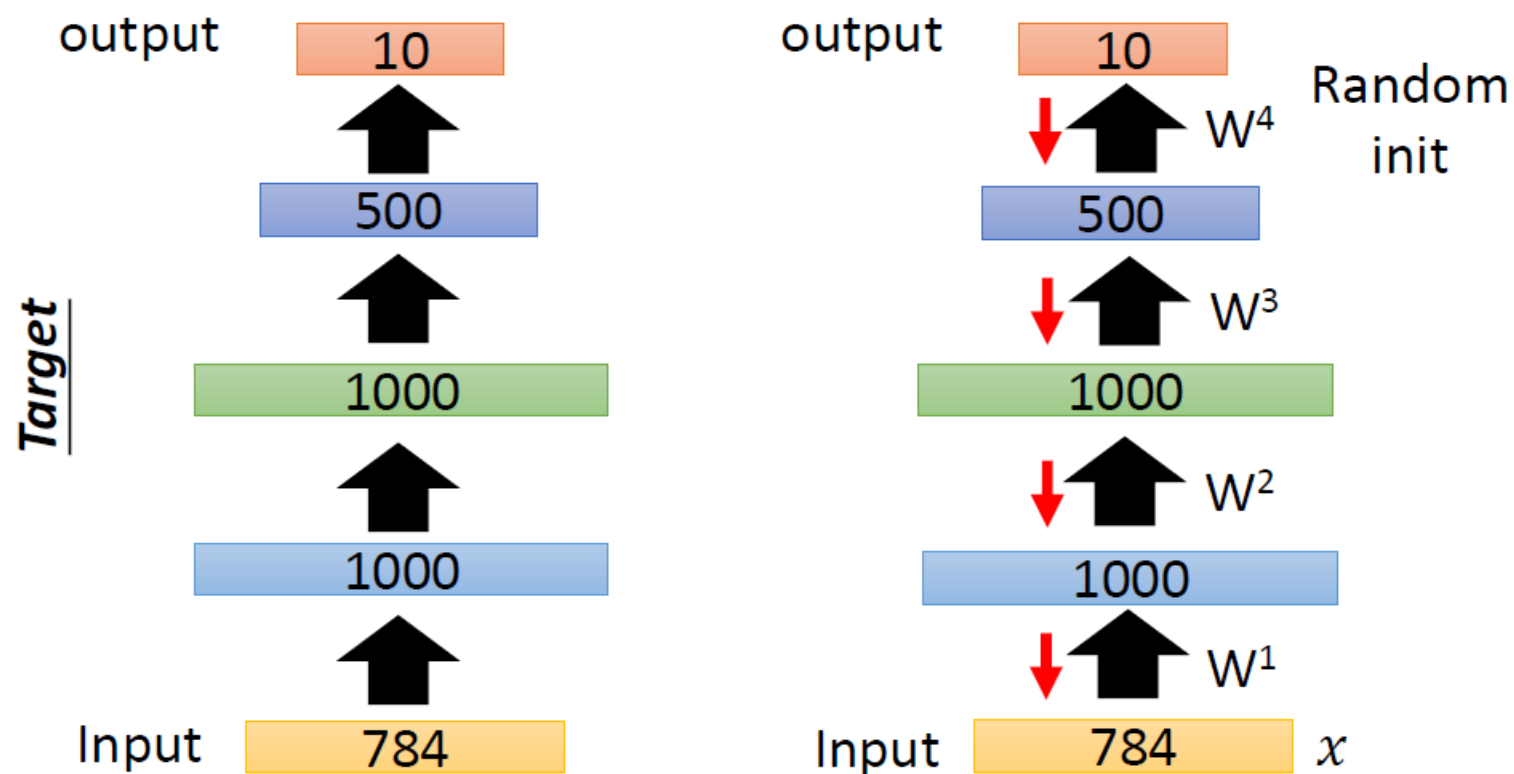 output
10
500
Target
1000
1000
Input
784
output
10
Random
init
W⁴
500
W³
1000
W²
1000
W¹
Input
784
x